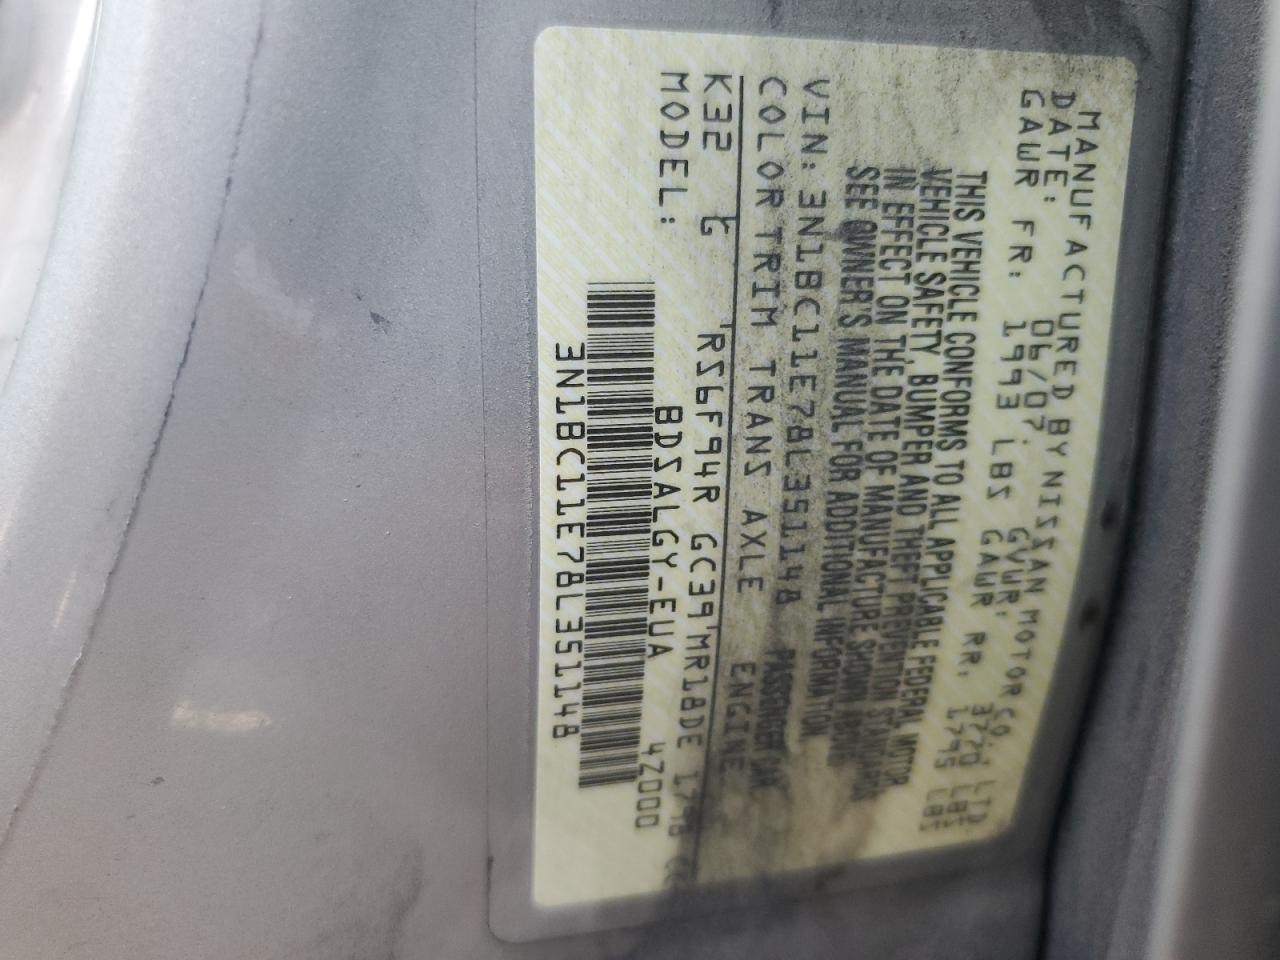 MANUFACTURED BY NISSAN MOTOR CO., LTD.
DATE: 06/07 GVWR: 3770 LBS
GAWR FR: 1993 LBS GAWR RR: 1795 LBS
THIS VEHICLE CONFORMS TO ALL APPLICABLE FEDERAL MOTOR
VEHICLE SAFETY, BUMPER AND THEFT PREVENTION STANDARDS
IN EFFECT ON THE DATE OF MANUFACTURE SHOWN ABOVE
SEE OWNER'S MANUAL FOR ADDITIONAL INFORMATION
VIN: 3N1BC11E78L351148 PASSENGER CAR
COLOR TRIM TRANS AXLE ENGINE
K32 G RS6F94R GC39 MR18DE 1798 CC
MODEL: BDSALGY-EUA 4Z000
3N1BC11E78L351148